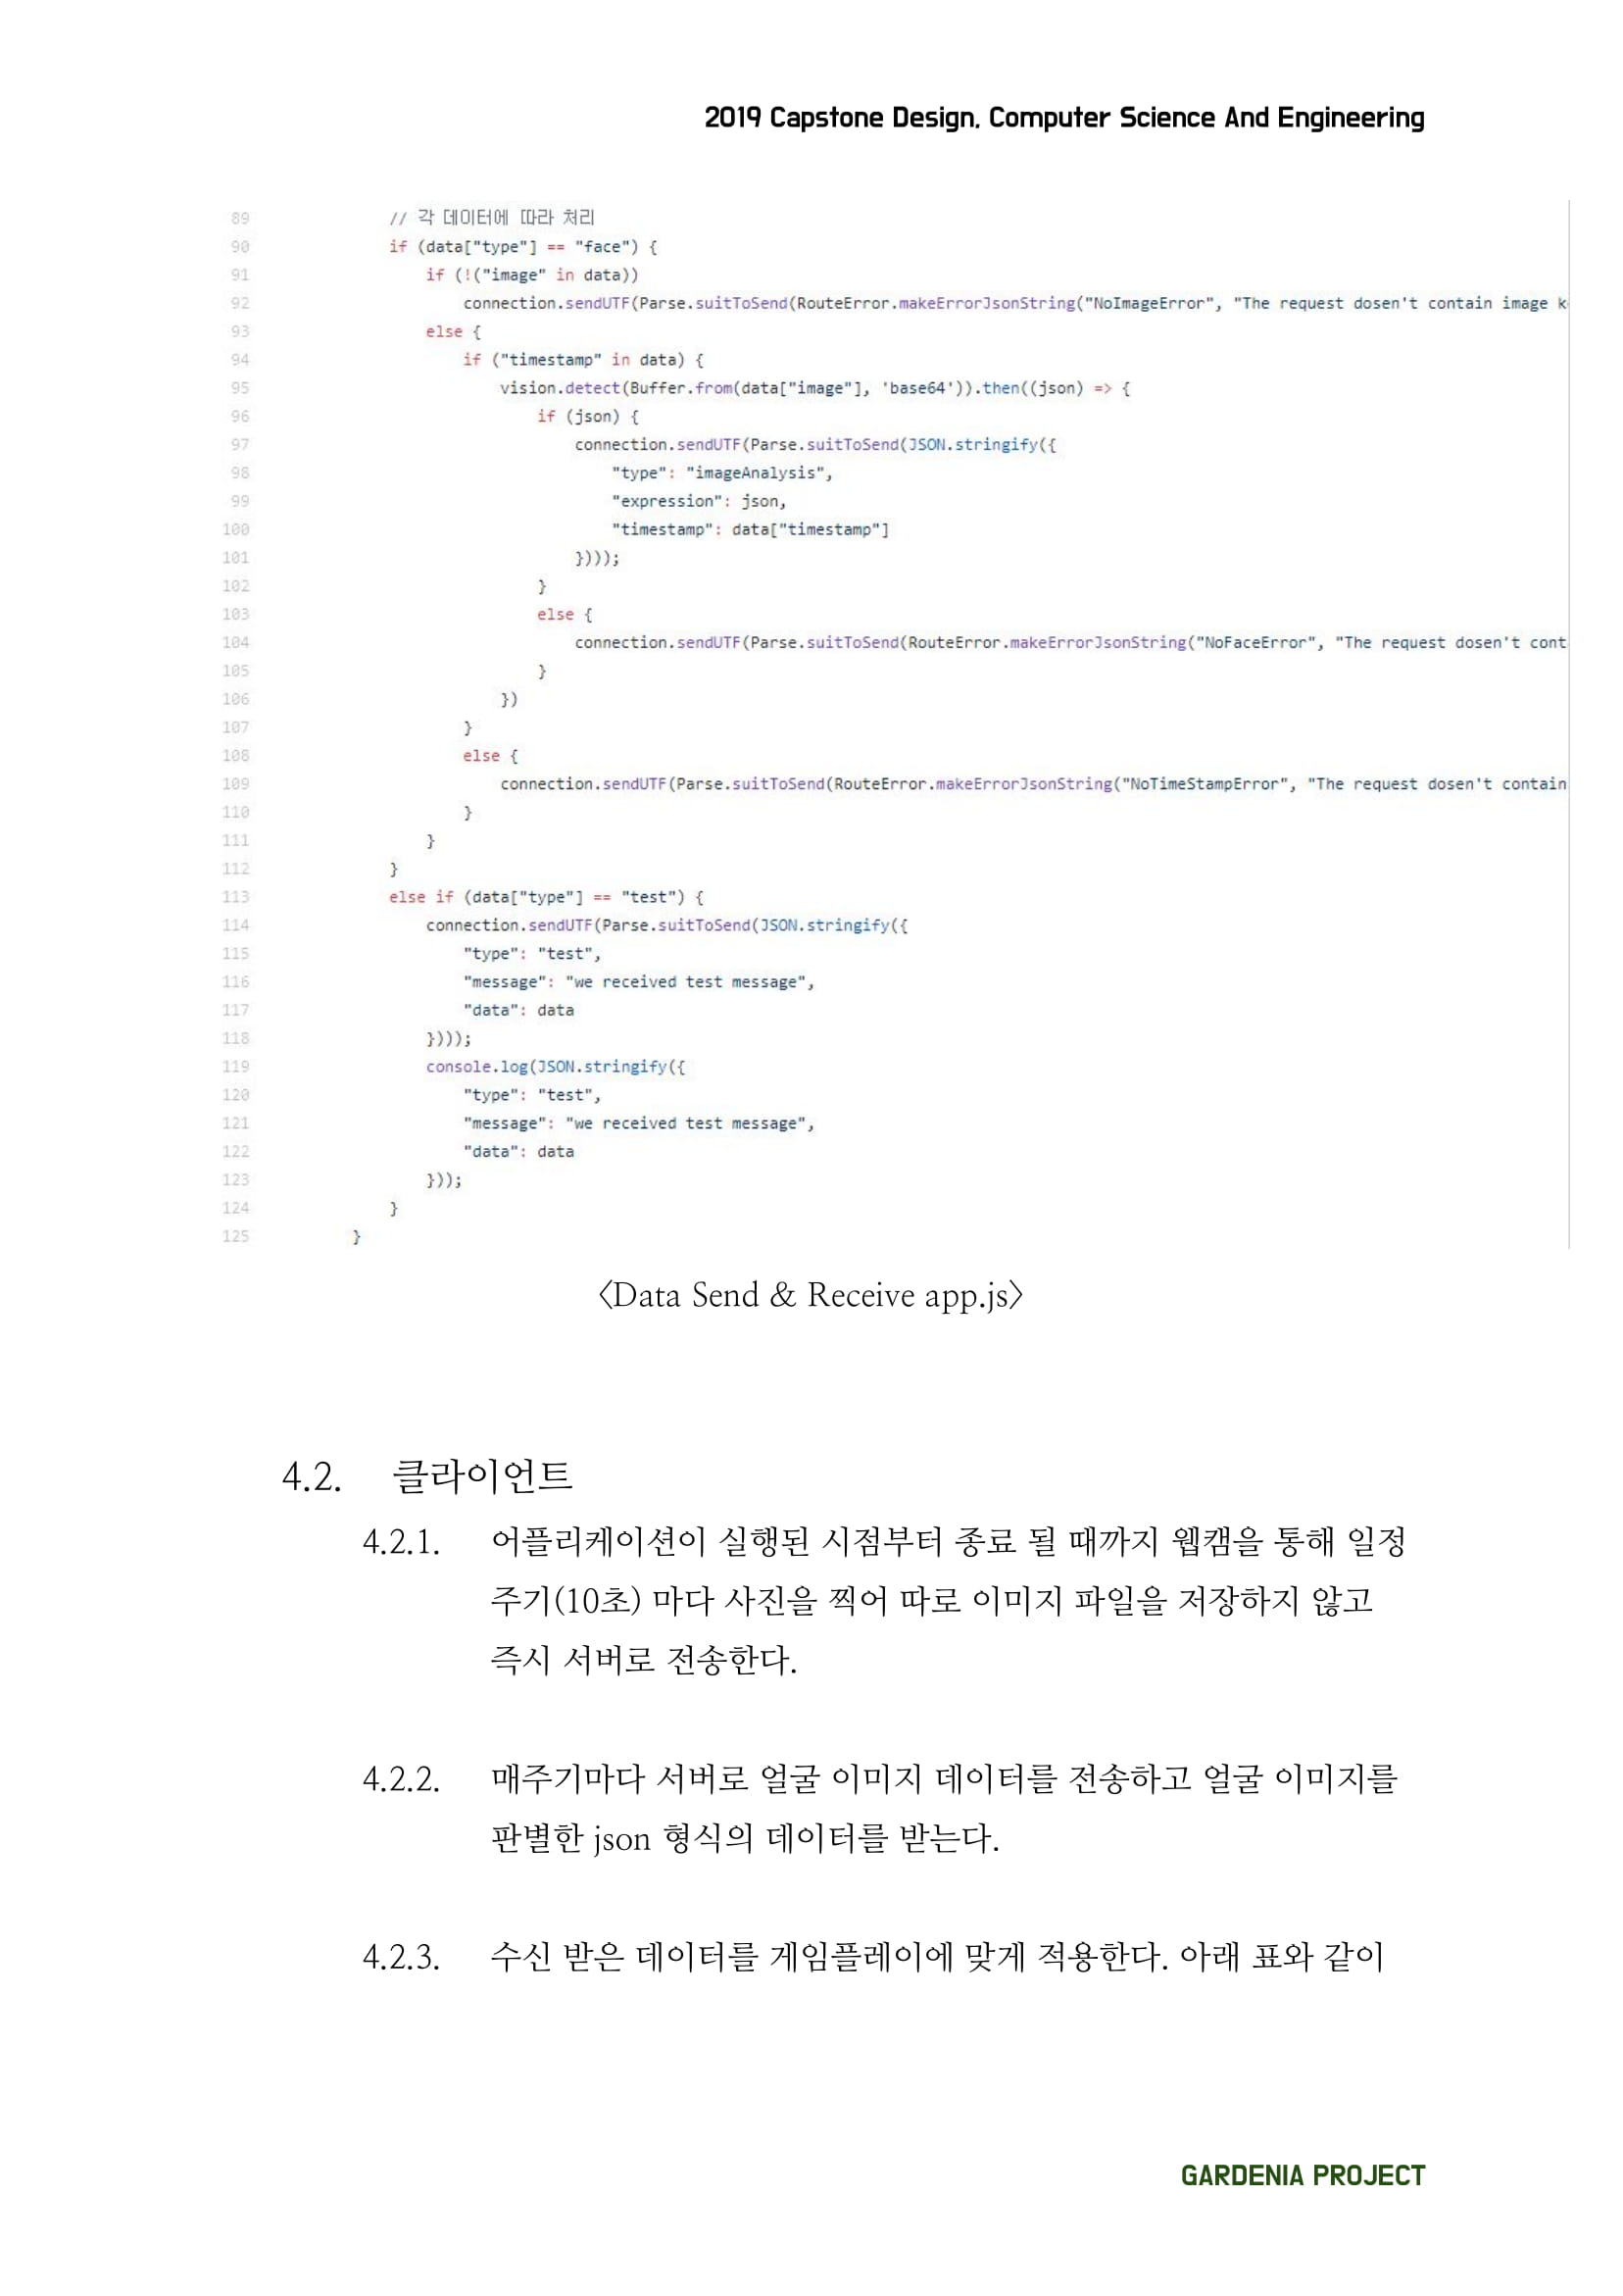 2019 Capstone Design, Computer Science And Engineering
89 // 각 데이터에 따라 처리
90 if (data["type"] == "face") {
91 if (!("image" in data))
92 connection.sendUTF(Parse.suitToSend(RouteError.makeErrorJsonString("NoImageError", "The request dosen't contain image k
93 else {
94 if ("timestamp" in data) {
95 vision.detect(Buffer.from(data["image"], 'base64')).then((json) => {
96 if (json) {
97 connection.sendUTF(Parse.suitToSend(JSON.stringify({
98 "type": "imageAnalysis",
99 "expression": json,
100 "timestamp": data["timestamp"]
101 })));
102 }
103 else {
104 connection.sendUTF(Parse.suitToSend(RouteError.makeErrorJsonString("NoFaceError", "The request dosen't cont
105 }
106 })
107 }
108 else {
109 connection.sendUTF(Parse.suitToSend(RouteError.makeErrorJsonString("NoTimeStampError", "The request dosen't contain
110 }
111 }
112 }
113 else if (data["type"] == "test") {
114 connection.sendUTF(Parse.suitToSend(JSON.stringify({
115 "type": "test",
116 "message": "we received test message",
117 "data": data
118 })));
119 console.log(JSON.stringify({
120 "type": "test",
121 "message": "we received test message",
122 "data": data
123 }));
124 }
125 }
〈Data Send & Receive app.js〉
4.2. 클라이언트
4.2.1. 어플리케이션이 실행된 시점부터 종료 될 때까지 웹캠을 통해 일정
주기(10초) 마다 사진을 찍어 따로 이미지 파일을 저장하지 않고
즉시 서버로 전송한다.
4.2.2. 매주기마다 서버로 얼굴 이미지 데이터를 전송하고 얼굴 이미지를
판별한 json 형식의 데이터를 받는다.
4.2.3. 수신 받은 데이터를 게임플레이에 맞게 적용한다. 아래 표와 같이
GARDENIA PROJECT